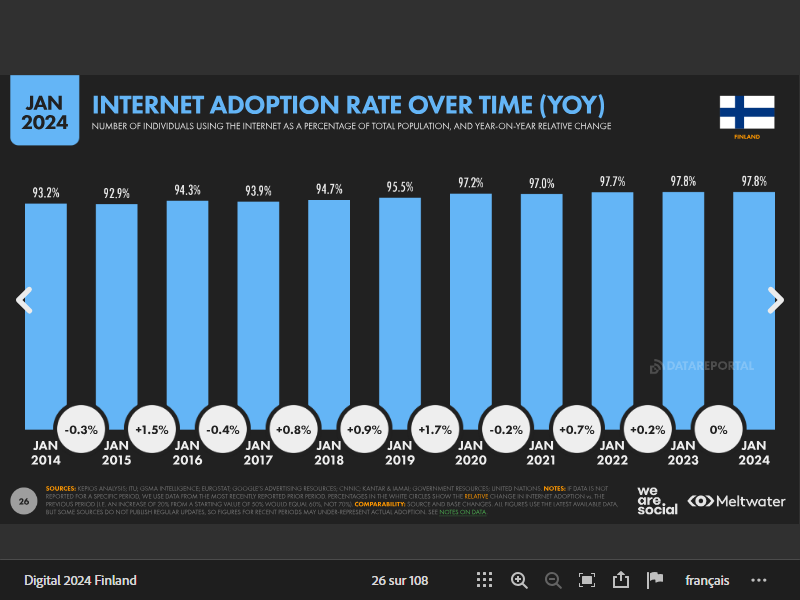 JAN
2024
INTERNET ADOPTION RATE OVER TIME (YOY)
NUMBER OF INDIVIDUALS USING THE INTERNET AS A PERCENTAGE OF TOTAL POPULATION, AND YEAR-ON-YEAR RELATIVE CHANGE
FINLAND
93.2% 92.9% 94.3% 93.9% 94.7% 95.5% 97.2% 97.0% 97.7% 97.8% 97.8%
DATAREPORTAL
-0.3% +1.5% -0.4% +0.8% +0.9% +1.7% -0.2% +0.7% +0.2% 0%
JAN JAN JAN JAN JAN JAN JAN JAN JAN JAN JAN
2014 2015 2016 2017 2018 2019 2020 2021 2022 2023 2024
26
SOURCES: KEPIOS ANALYSIS; ITU; GSMA INTELLIGENCE; EUROSTAT; GOOGLE'S ADVERTISING RESOURCES; CNNIC; KANTAR & IAMAI; GOVERNMENT RESOURCES; UNITED NATIONS. NOTES: IF DATA IS NOT
REPORTED FOR A SPECIFIC PERIOD, WE USE DATA FROM THE MOST RECENTLY REPORTED PRIOR PERIOD. PERCENTAGES IN THE WHITE CIRCLES SHOW THE RELATIVE CHANGE IN INTERNET ADOPTION vs. THE
PREVIOUS PERIOD (I.E. AN INCREASE OF 20% FROM A STARTING VALUE OF 50% WOULD EQUAL 60%, NOT 70%). COMPARABILITY: SOURCE AND BASE CHANGES. ALL FIGURES USE THE LATEST AVAILABLE DATA,
BUT SOME SOURCES DO NOT PUBLISH REGULAR UPDATES, SO FIGURES FOR RECENT PERIODS MAY UNDER-REPRESENT ACTUAL ADOPTION. SEE NOTES ON DATA.
we
are.
social
Meltwater
Digital 2024 Finland
26 sur 108
français